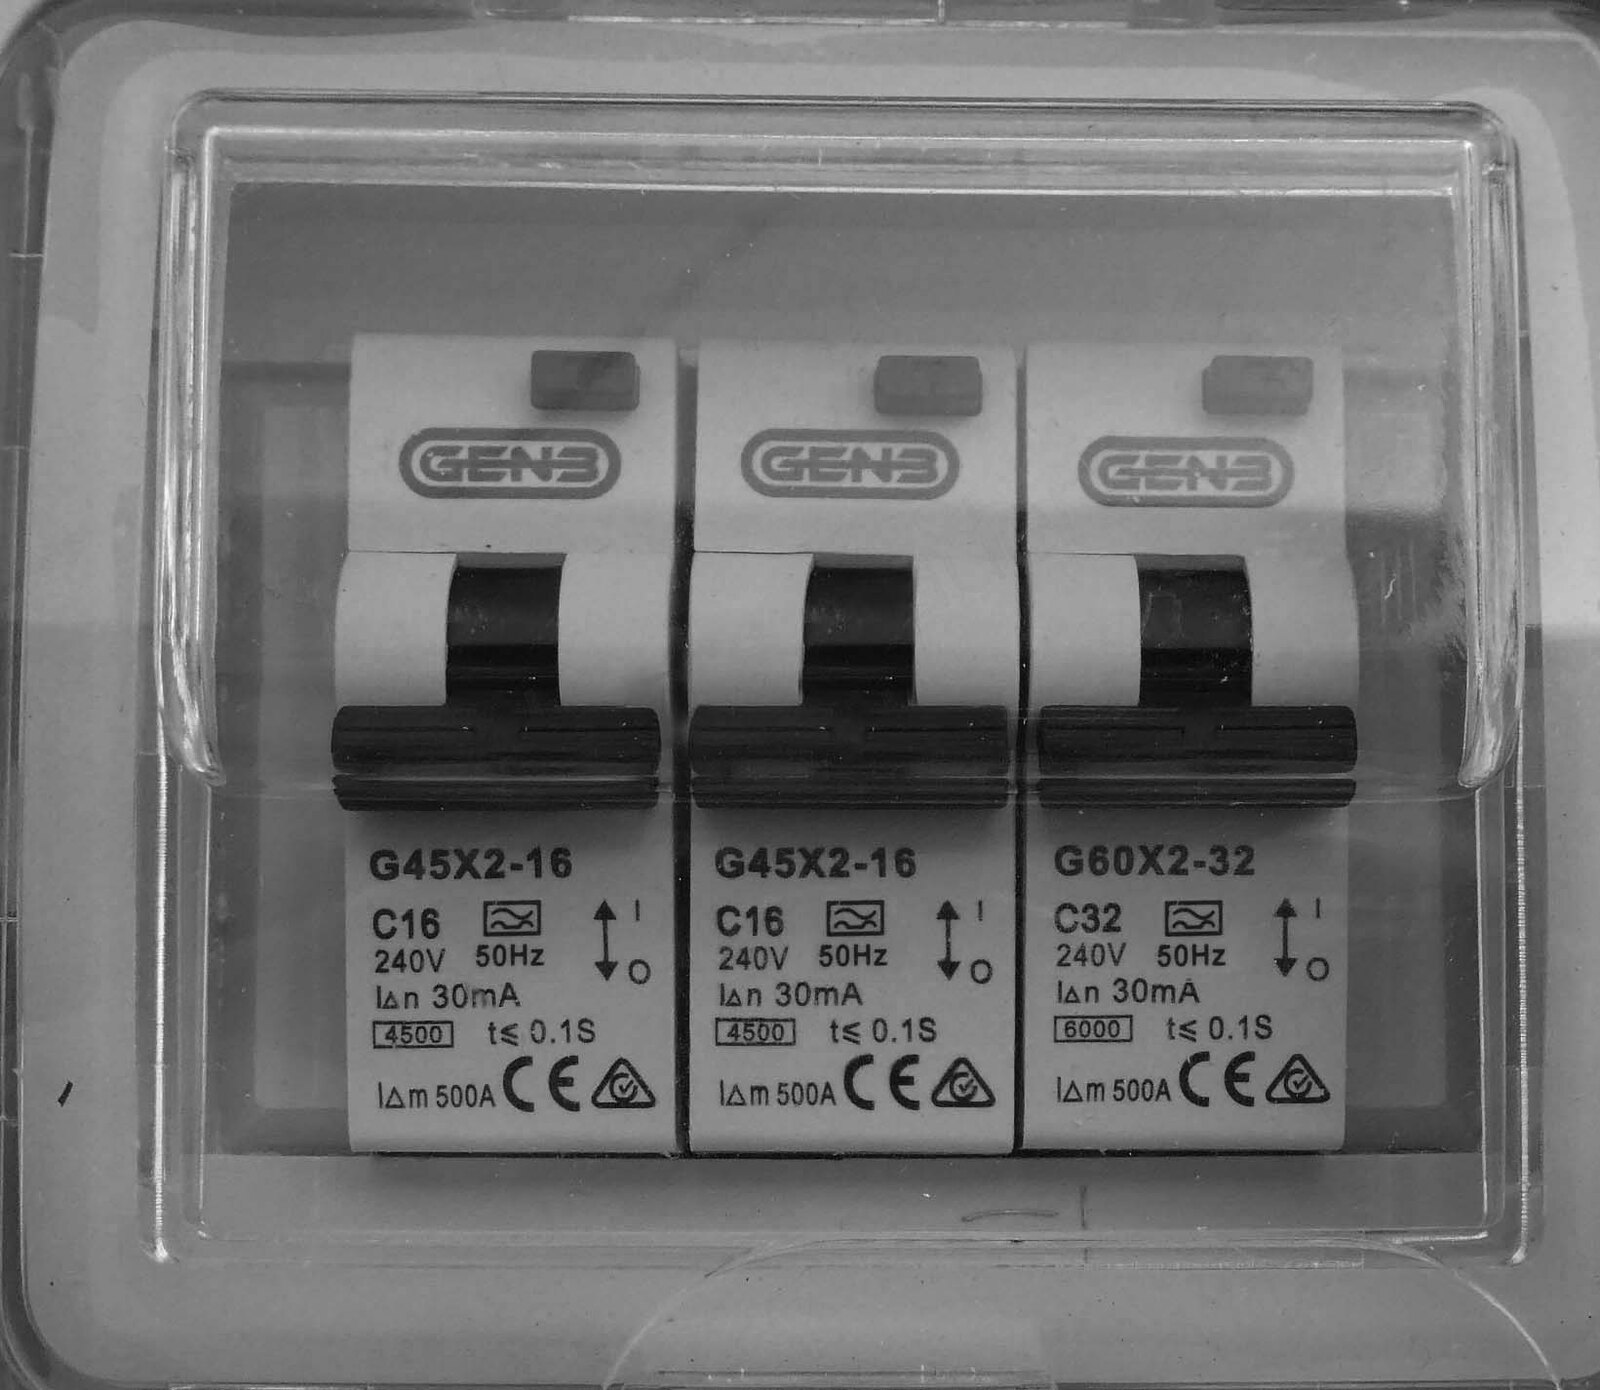 GEN3
G45X2-16
C16
240V 50Hz
I
O
I△n 30mA
4500 t≤ 0.1S
I△m 500A CE
GEN3
G45X2-16
C16
240V 50Hz
I
O
I△n 30mA
4500 t≤ 0.1S
I△m 500A CE
GEN3
G60X2-32
C32
240V 50Hz
I
O
I△n 30mA
6000 t≤ 0.1S
I△m 500A CE